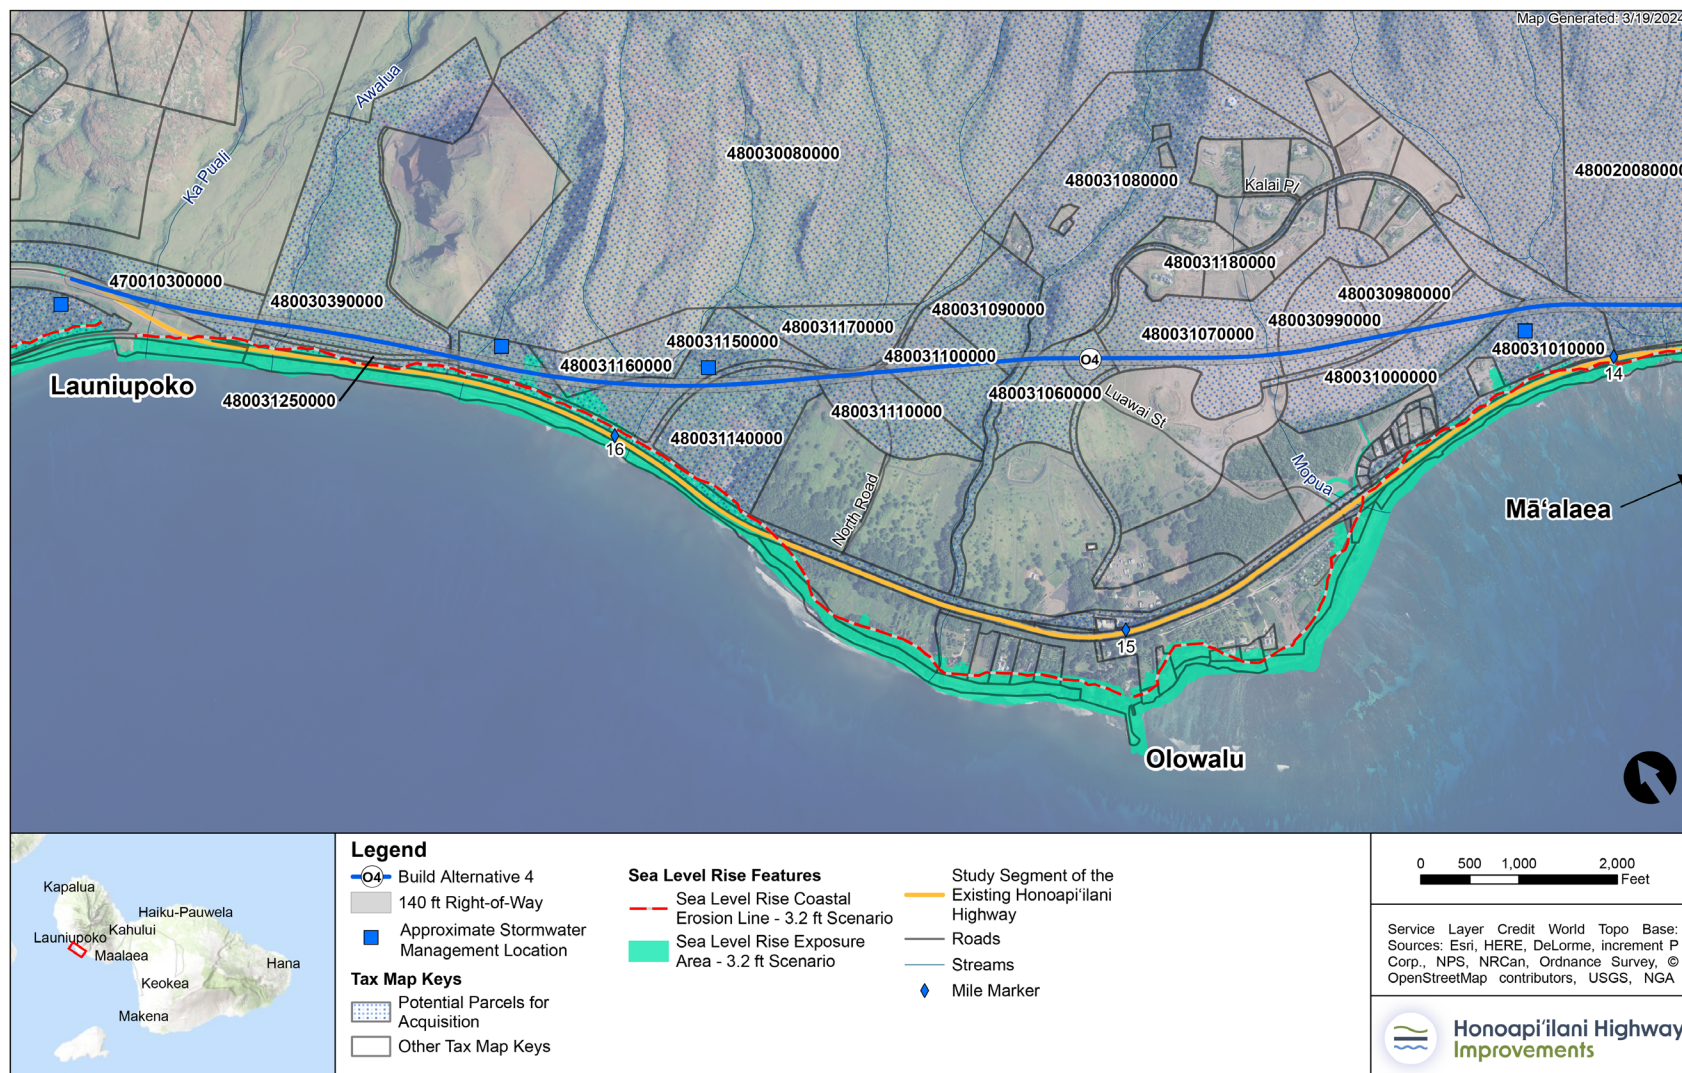 Map Generated: 3/19/2024
Awalua
Ka Puali
480030080000
480031080000
Kalai Pl
480020080000
480031180000
470010300000
480030390000
480030980000
480031090000
480030990000
480031170000
480031070000
480031150000
480031010000
480031100000
O4
480031160000
14
480031000000
Launiupoko
480031250000
480031060000
Luawai St
480031110000
480031140000
16
Mopua
North Road
Mā‘alaea
15
Olowalu
Kapalua
Haiku-Pauwela
Kahului
Launiupoko
Maalaea
Hana
Keokea
Makena
Legend
O4 Build Alternative 4
140 ft Right-of-Way
Approximate Stormwater
Management Location
Tax Map Keys
Potential Parcels for
Acquisition
Other Tax Map Keys
Sea Level Rise Features
Sea Level Rise Coastal
Erosion Line - 3.2 ft Scenario
Sea Level Rise Exposure
Area - 3.2 ft Scenario
Study Segment of the
Existing Honoapi‘ilani
Highway
Roads
Streams
Mile Marker
0 500 1,000 2,000
Feet
Service Layer Credit World Topo Base:
Sources: Esri, HERE, DeLorme, increment P
Corp., NPS, NRCan, Ordnance Survey, ©
OpenStreetMap contributors, USGS, NGA
Honoapi‘ilani Highway
Improvements